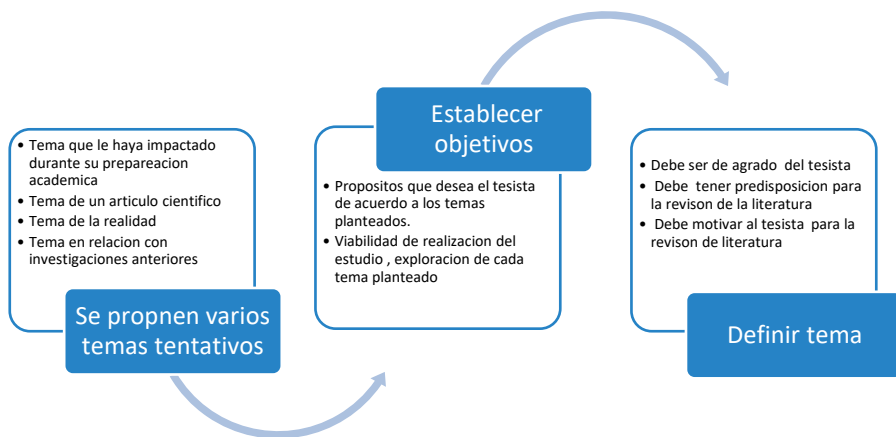 • Tema que le haya impactado
durante su prepareacion
academica
• Tema de un articulo cientifico
• Tema de la realidad
• Tema en relacion con
investigaciones anteriores
Se propnen varios
temas tentativos
Establecer
objetivos
• Propositos que desea el tesista
de acuerdo a los temas
planteados.
• Viabilidad de realizacion del
estudio , exploracion de cada
tema planteado
• Debe ser de agrado del tesista
• Debe tener predisposicion para
la revison de la literatura
• Debe motivar al tesista para la
revison de literatura
Definir tema